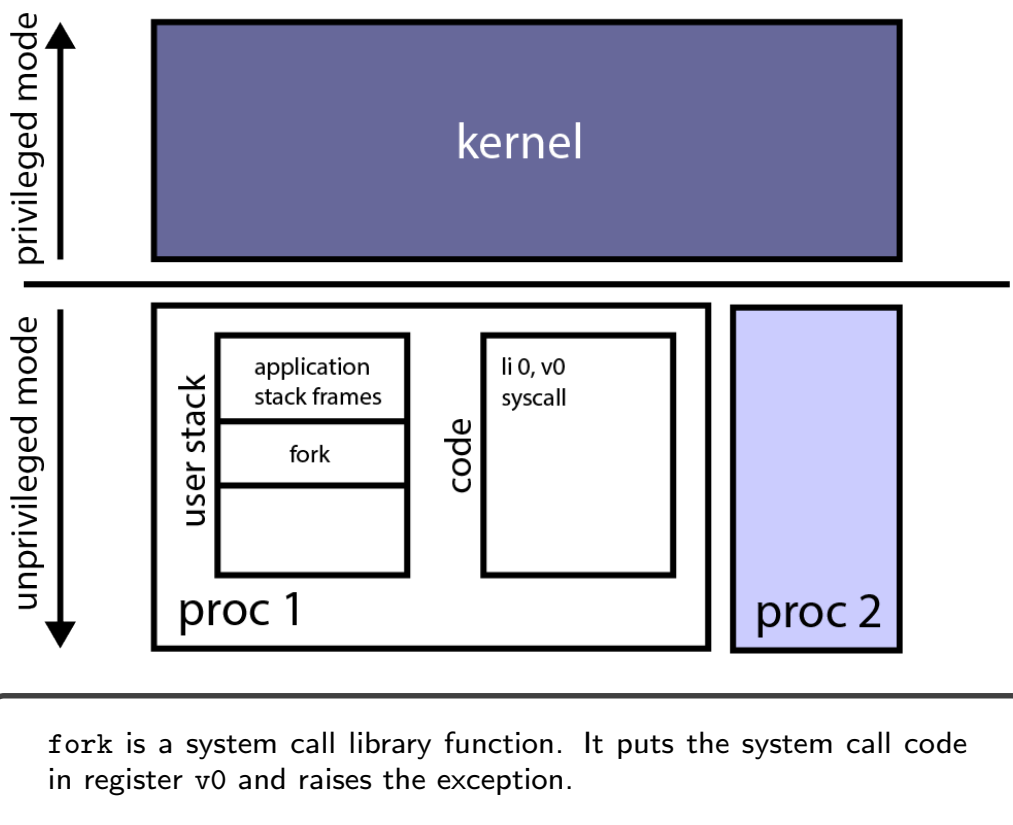 privileged mode
kernel
unprivileged mode
user stack
application
stack frames
fork
code
li 0, v0
syscall
proc 1
proc 2
fork is a system call library function. It puts the system call code
in register v0 and raises the exception.